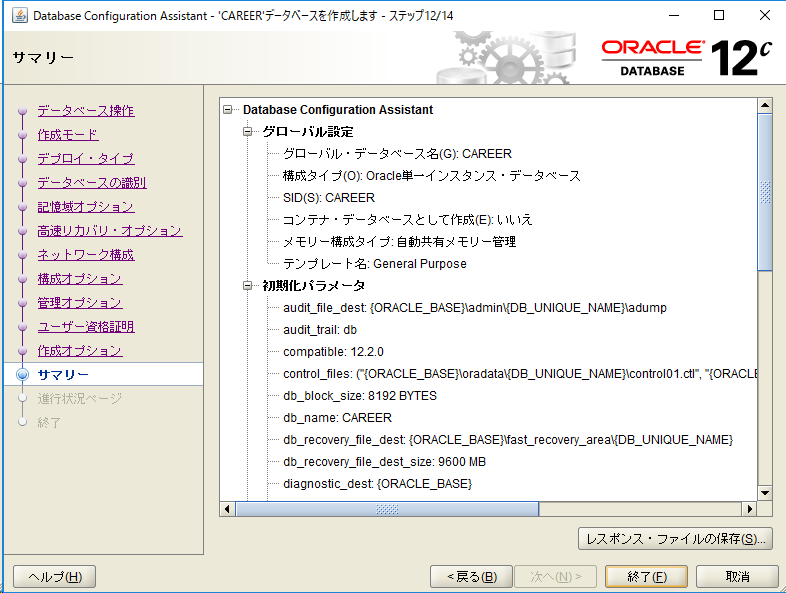 Database Configuration Assistant - 'CAREER'データベースを作成します - ステップ12/14
サマリー
ORACLE
DATABASE
12c
データベース操作
作成モード
デプロイ・タイプ
データベースの識別
記憶域オプション
高速リカバリ・オプション
ネットワーク構成
構成オプション
管理オプション
ユーザー資格証明
作成オプション
サマリー
進行状況ページ
終了
Database Configuration Assistant
グローバル設定
グローバル・データベース名(G): CAREER
構成タイプ(O): Oracle単一インスタンス・データベース
SID(S): CAREER
コンテナ・データベースとして作成(E): いいえ
メモリー構成タイプ: 自動共有メモリー管理
テンプレート名: General Purpose
初期化パラメータ
audit_file_dest: {ORACLE_BASE}\admin\{DB_UNIQUE_NAME}\adump
audit_trail: db
compatible: 12.2.0
control_files: ("{ORACLE_BASE}\oradata\{DB_UNIQUE_NAME}\control01.ctl", "{ORACLE
db_block_size: 8192 BYTES
db_name: CAREER
db_recovery_file_dest: {ORACLE_BASE}\fast_recovery_area\{DB_UNIQUE_NAME}
db_recovery_file_dest_size: 9600 MB
diagnostic_dest: {ORACLE_BASE}
レスポンス・ファイルの保存(S)...
ヘルプ(H)
< 戻る(B)
次へ(N) >
終了(F)
取消